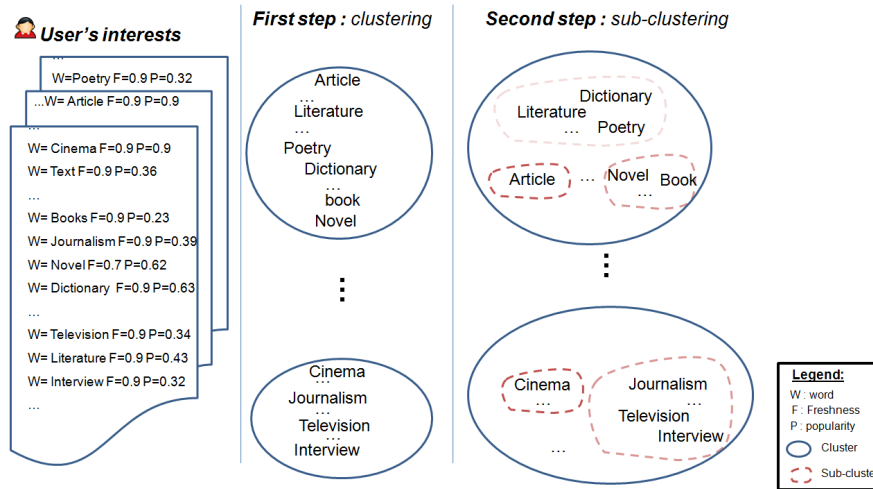 User's interests
...
W=Poetry F=0.9 P=0.32
...W= Article F=0.9 P=0.9
...
W= Cinema F=0.9 P=0.9
W= Text F=0.9 P=0.36
...
W= Books F=0.9 P=0.23
W= Journalism F=0.9 P=0.39
W= Novel F=0.7 P=0.62
W= Dictionary F=0.9 P=0.63
...
W= Television F=0.9 P=0.34
W= Literature F=0.9 P=0.43
W= Interview F=0.9 P=0.32
...
First step : clustering
Article
...
Literature
...
Poetry
Dictionary
...
book
Novel
⋮
Cinema
...
Journalism
...
Television
...
Interview
Second step : sub-clustering
Dictionary
Literature
... Poetry
Article ... Novel Book
...
⋮
Cinema
...
Journalism
...
Television
Interview
...
Legend:
W : word
F : Freshness
P : popularity
Cluster
Sub-cluste